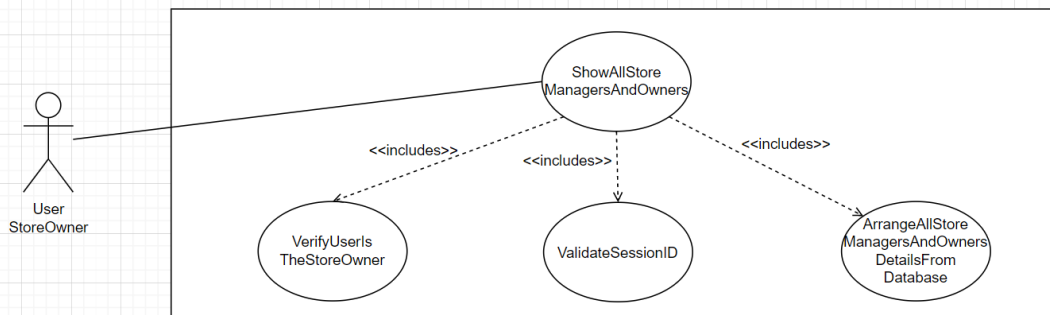 ShowAllStore
ManagersAndOwners
<<includes>>
<<includes>>
<<includes>>
User
StoreOwner
VerifyUserIs
TheStoreOwner
ValidateSessionID
ArrangeAllStore
ManagersAndOwners
DetailsFrom
Database